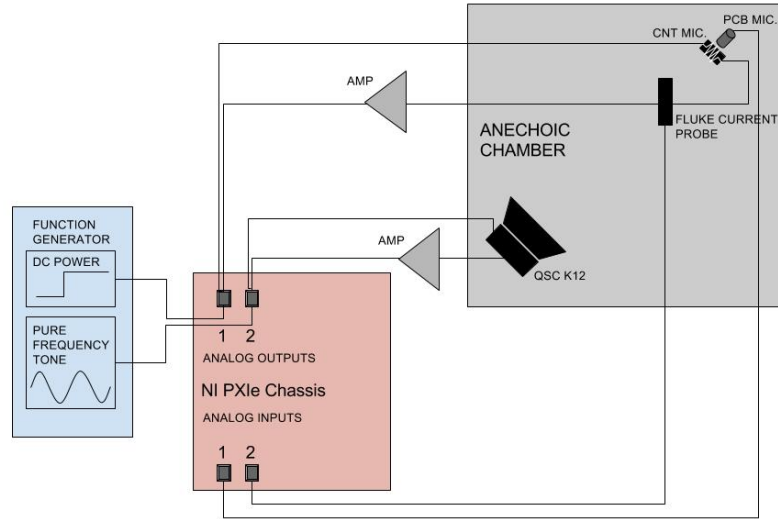 PCB MIC.
CNT MIC.
AMP
FLUKE CURRENT
PROBE
ANECHOIC
CHAMBER
FUNCTION
GENERATOR
DC POWER
AMP
QSC K12
PURE
FREQUENCY
TONE
1 2
ANALOG OUTPUTS
NI PXIe Chassis
ANALOG INPUTS
1 2